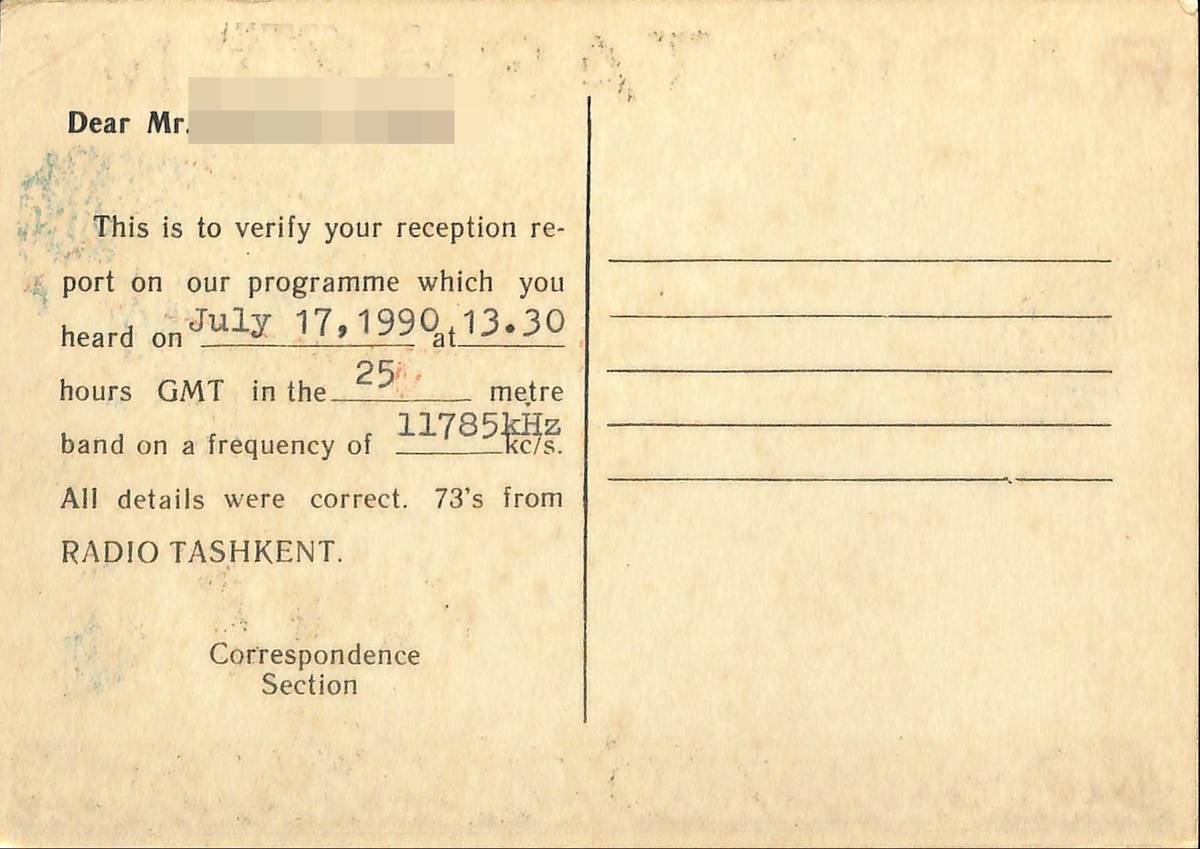 Dear Mr.
This is to verify your reception re-
port on our programme which you
heard on July 17,1990 at 13.30
hours GMT in the 25 metre
band on a frequency of 11785kHz kc/s.
All details were correct. 73's from
RADIO TASHKENT.
Correspondence
Section